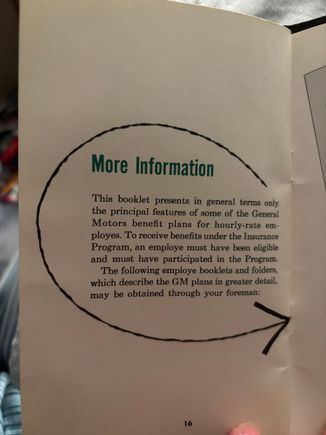 More Information
This booklet presents in general terms only
the principal features of some of the General
Motors benefit plans for hourly-rate em-
ployes. To receive benefits under the Insurance
Program, an employe must have been eligible
and must have participated in the Program.
The following employe booklets and folders,
which describe the GM plans in greater detail,
may be obtained through your foreman:
16